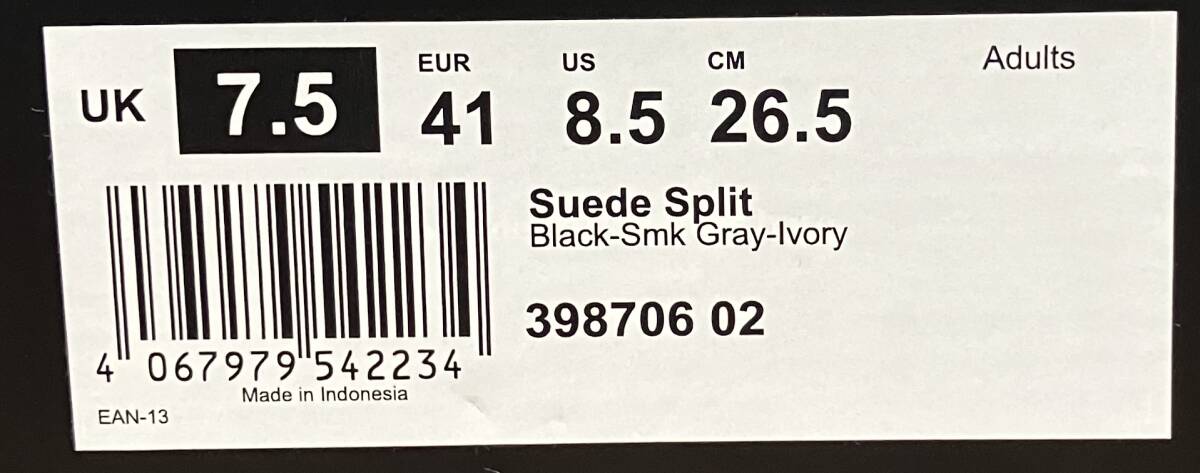 EUR US CM Adults
UK 7.5 41 8.5 26.5
Suede Split
Black-Smk Gray-Ivory
398706 02
4 067979 542234
Made in Indonesia
EAN-13